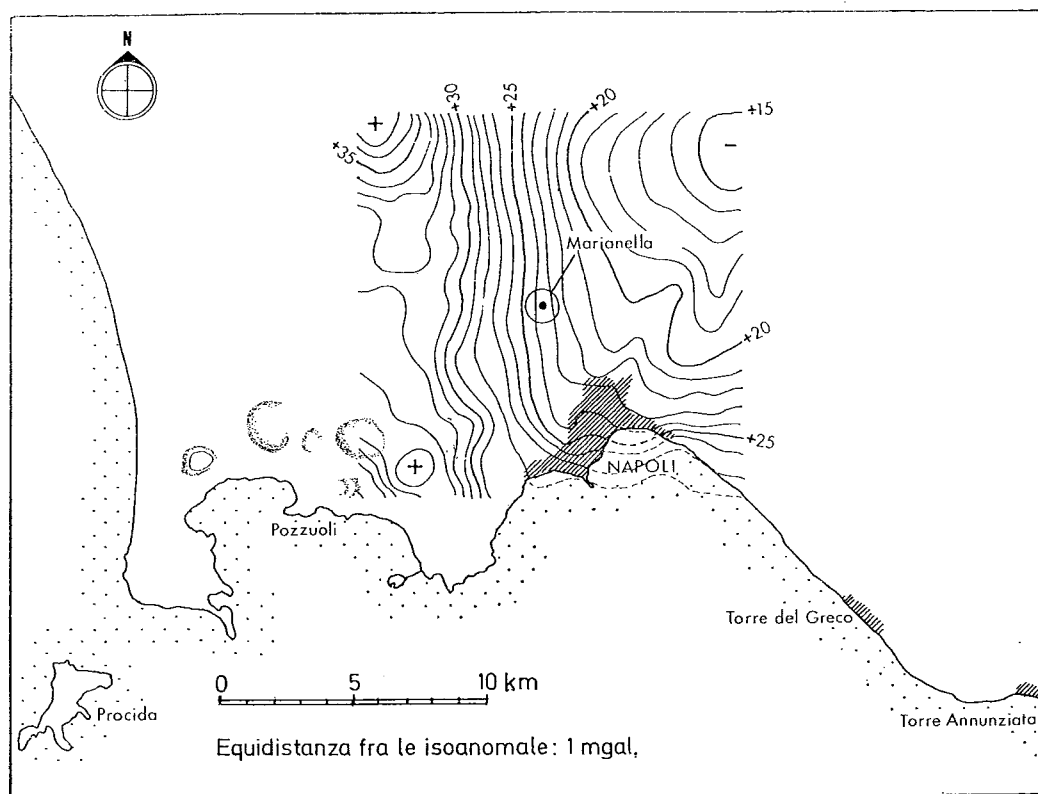 N
+30
+25
+20
+15
+
+35
-
Marianella
+20
+25
+
NAPOLI
Pozzuoli
Torre del Greco
0 5 10 km
Procida
Torre Annunziata
Equidistanza fra le isoanomale: 1 mgal,